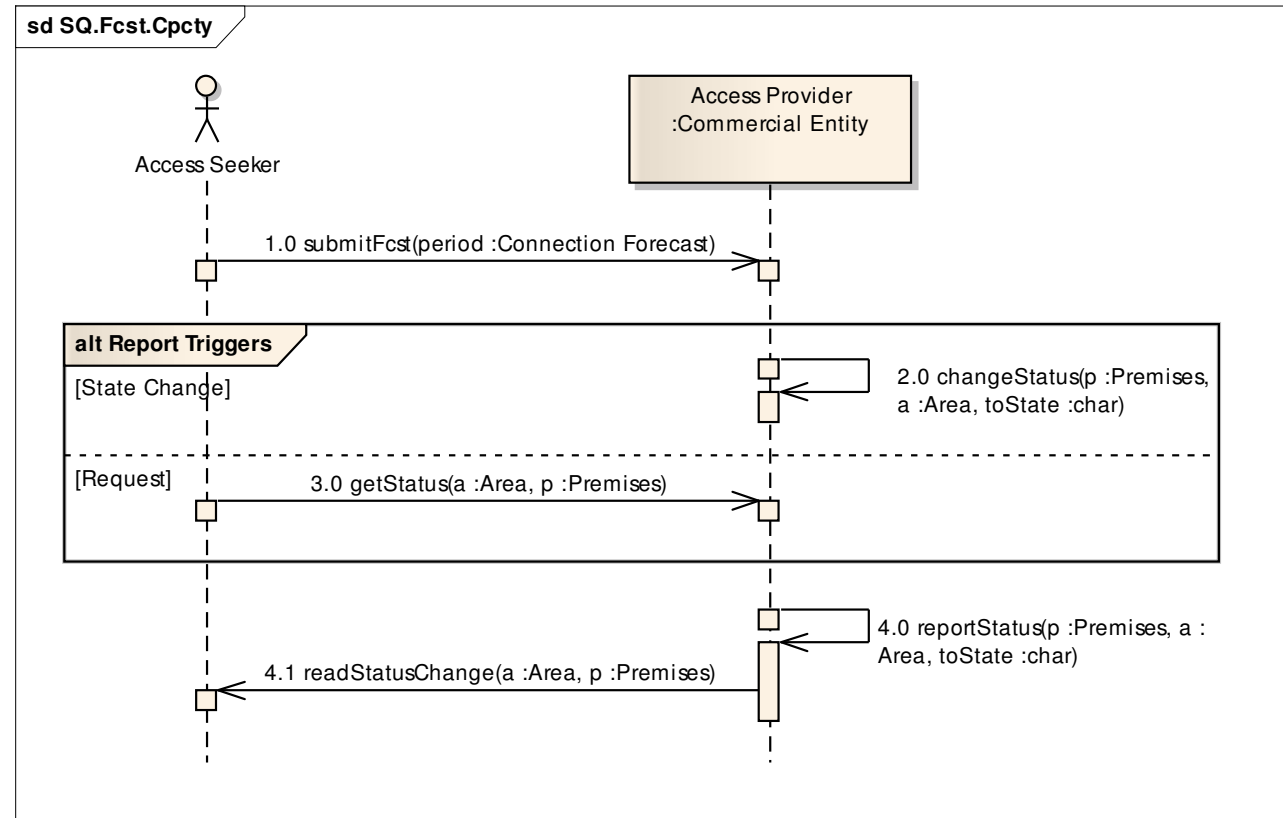 sd SQ.Fcst.Cpcty
Access Provider
:Commercial Entity
Access Seeker
1.0 submitFcst(period :Connection Forecast)
alt Report Triggers
[State Change]
2.0 changeStatus(p :Premises,
a :Area, toState :char)
[Request]
3.0 getStatus(a :Area, p :Premises)
4.0 reportStatus(p :Premises, a :
Area, toState :char)
4.1 readStatusChange(a :Area, p :Premises)